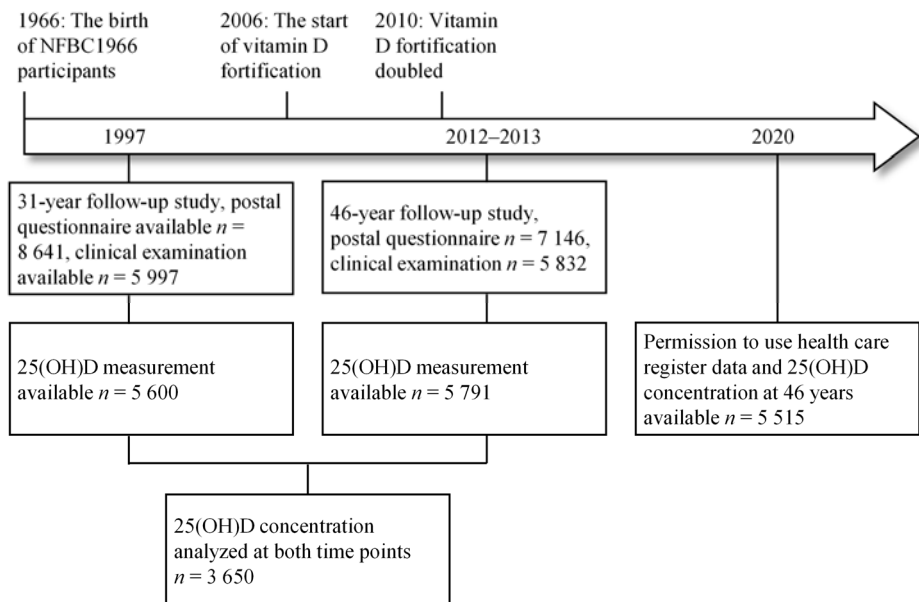 1966: The birth
of NFBC1966
participants
2006: The start
of vitamin D
fortification
2010: Vitamin
D fortification
doubled
1997
2012–2013
2020
31-year follow-up study, postal
questionnaire available n =
8 641, clinical examination
available n = 5 997
46-year follow-up study,
postal questionnaire n = 7 146,
clinical examination n = 5 832
25(OH)D measurement
available n = 5 600
25(OH)D measurement
available n = 5 791
Permission to use health care
register data and 25(OH)D
concentration at 46 years
available n = 5 515
25(OH)D concentration
analyzed at both time points
n = 3 650